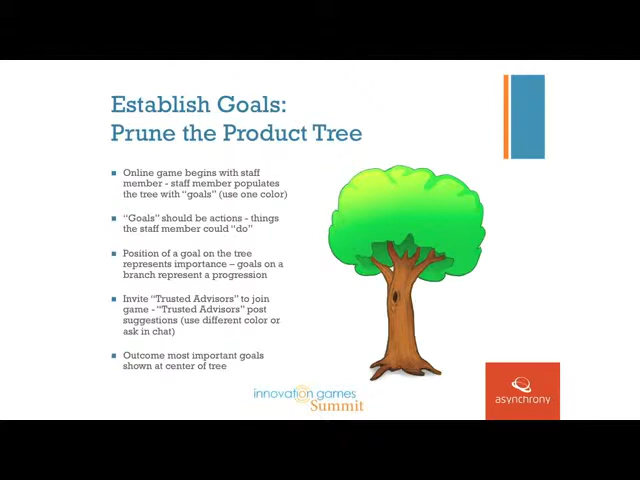 Establish Goals:
Prune the Product Tree
Online game begins with staff
member - staff member populates
the tree with “goals” (use one color)
“Goals” should be actions - things
the staff member could “do”
Position of a goal on the tree
represents importance – goals on a
branch represent a progression
Invite “Trusted Advisors” to join
game - “Trusted Advisors” post
suggestions (use different color or
ask in chat)
Outcome most important goals
shown at center of tree
innovation games
Summit
asynchrony